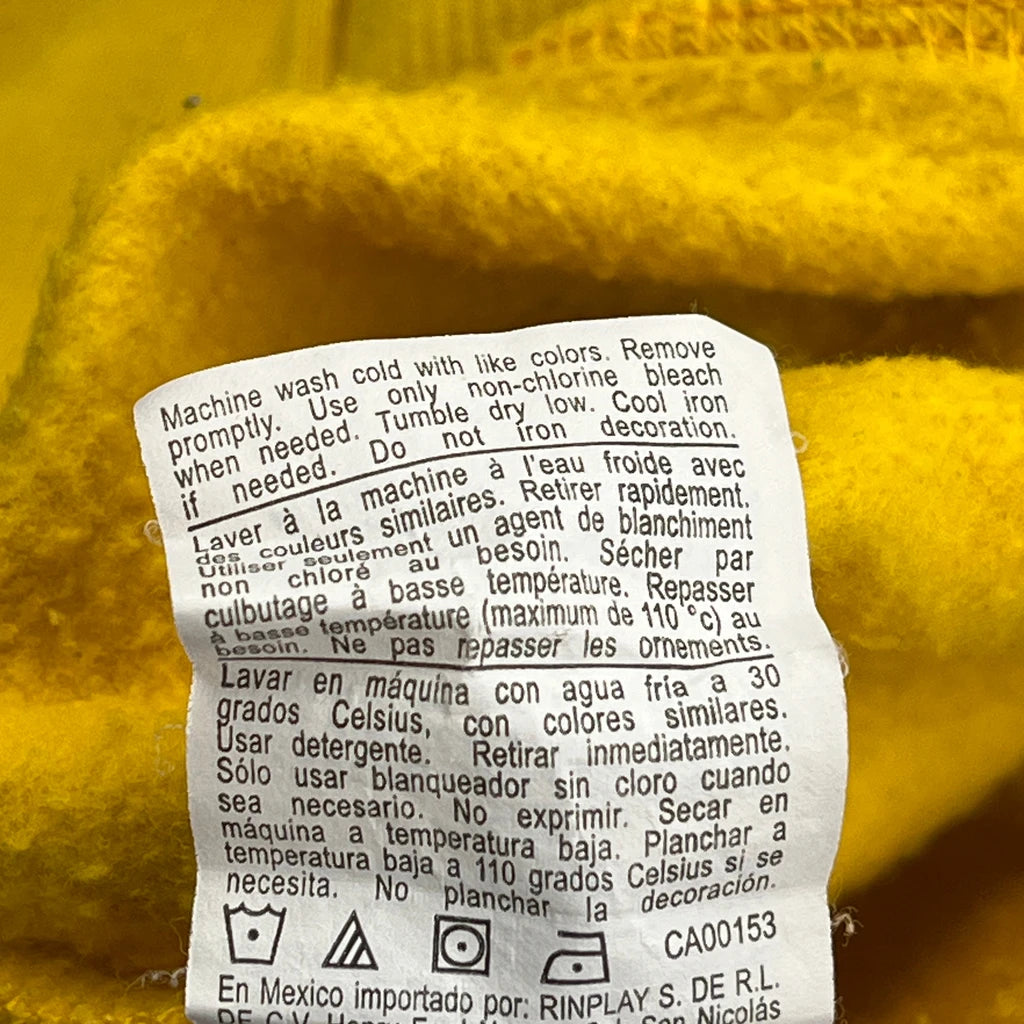 Machine wash cold with like colors. Remove
promptly. Use only non-chlorine bleach
when needed. Tumble dry low. Cool iron
if needed. Do not iron decoration.
Laver à la machine à l'eau froide avec
des couleurs similaires. Retirer rapidement.
Utiliser seulement un agent de blanchiment
non chloré au besoin. Sécher par
culbutage à basse température. Repasser
à basse température (maximum de 110 °c) au
besoin. Ne pas repasser les ornements.
Lavar en máquina con agua fría a 30
grados Celsius, con colores similares.
Usar detergente. Retirar inmediatamente.
Sólo usar blanqueador sin cloro cuando
sea necesario. No exprimir. Secar en
máquina a temperatura baja. Planchar a
temperatura baja a 110 grados Celsius si se
necesita. No planchar la decoración.
CA00153
En Mexico importado por: RINPLAY S. DE R.L.
DE C.V. San Nicolás